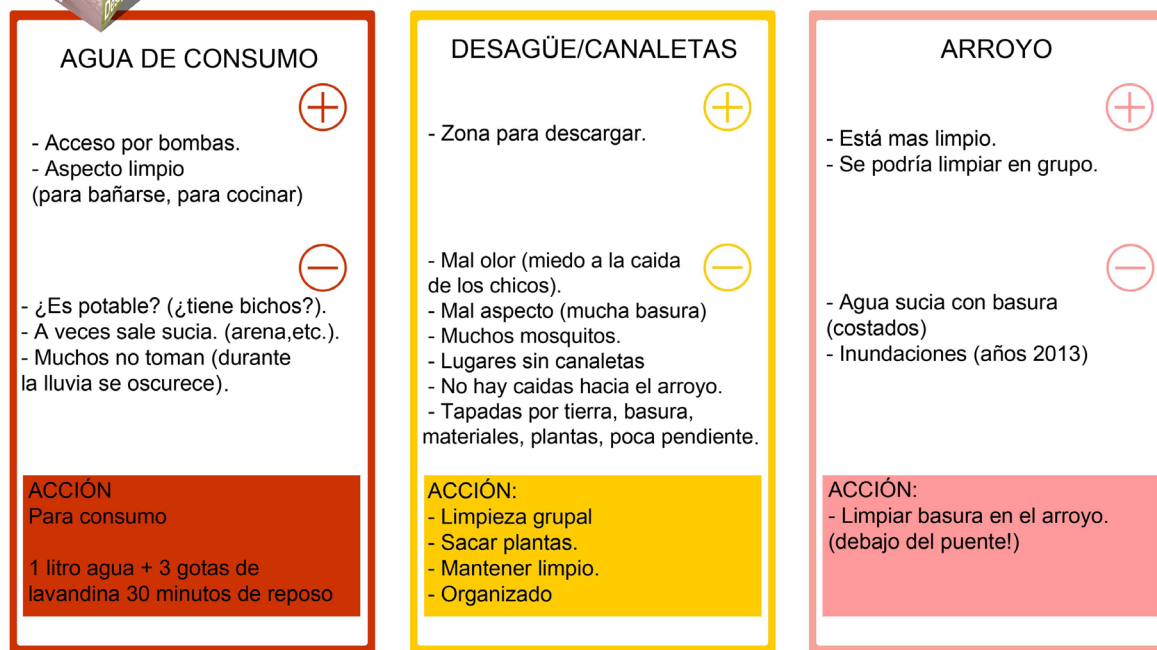 AGUA DE CONSUMO
- Acceso por bombas.
- Aspecto limpio
(para bañarse, para cocinar)
- ¿Es potable? (¿tiene bichos?).
- A veces sale sucia. (arena,etc.).
- Muchos no toman (durante
la lluvia se oscurece).
ACCIÓN
Para consumo
1 litro agua + 3 gotas de
lavandina 30 minutos de reposo
DESAGÜE/CANALETAS
- Zona para descargar.
- Mal olor (miedo a la caida
de los chicos).
- Mal aspecto (mucha basura)
- Muchos mosquitos.
- Lugares sin canaletas
- No hay caidas hacia el arroyo.
- Tapadas por tierra, basura,
materiales, plantas, poca pendiente.
ACCIÓN:
- Limpieza grupal
- Sacar plantas.
- Mantener limpio.
- Organizado
ARROYO
- Está mas limpio.
- Se podría limpiar en grupo.
- Agua sucia con basura
(costados)
- Inundaciones (años 2013)
ACCIÓN:
- Limpiar basura en el arroyo.
(debajo del puente!)